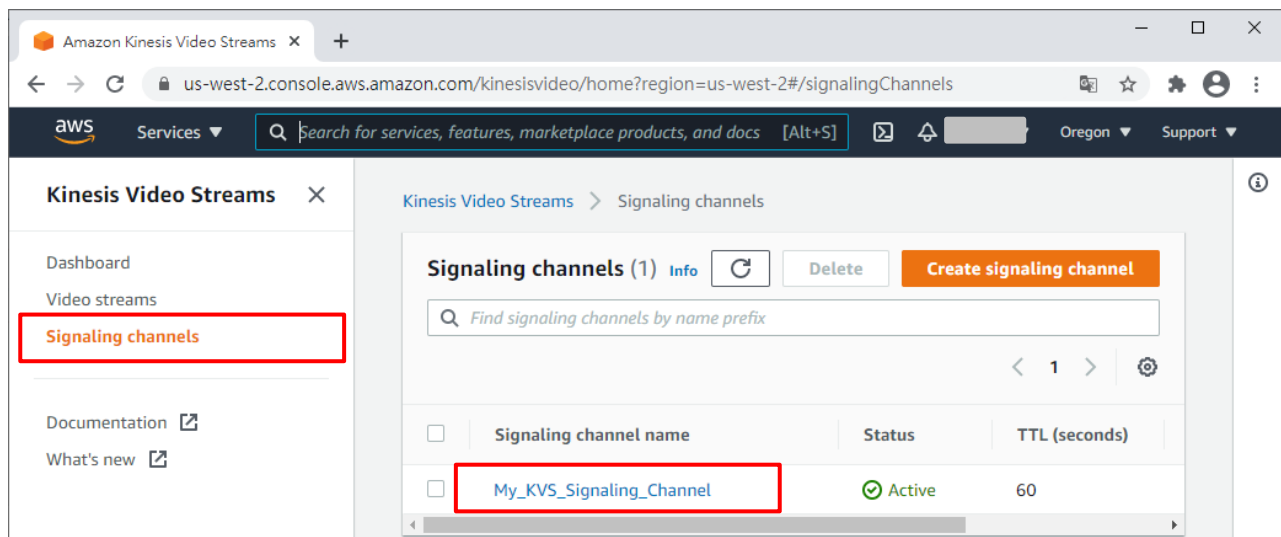 Amazon Kinesis Video Streams
us-west-2.console.aws.amazon.com/kinesisvideo/home?region=us-west-2#/signalingChannels
aws Services Search for services, features, marketplace products, and docs [Alt+S] Oregon Support
Kinesis Video Streams
Dashboard
Video streams
Signaling channels
Documentation
What's new
Kinesis Video Streams > Signaling channels
Signaling channels (1) Info Delete Create signaling channel
Find signaling channels by name prefix
< 1 >
Signaling channel name Status TTL (seconds)
My_KVS_Signaling_Channel Active 60